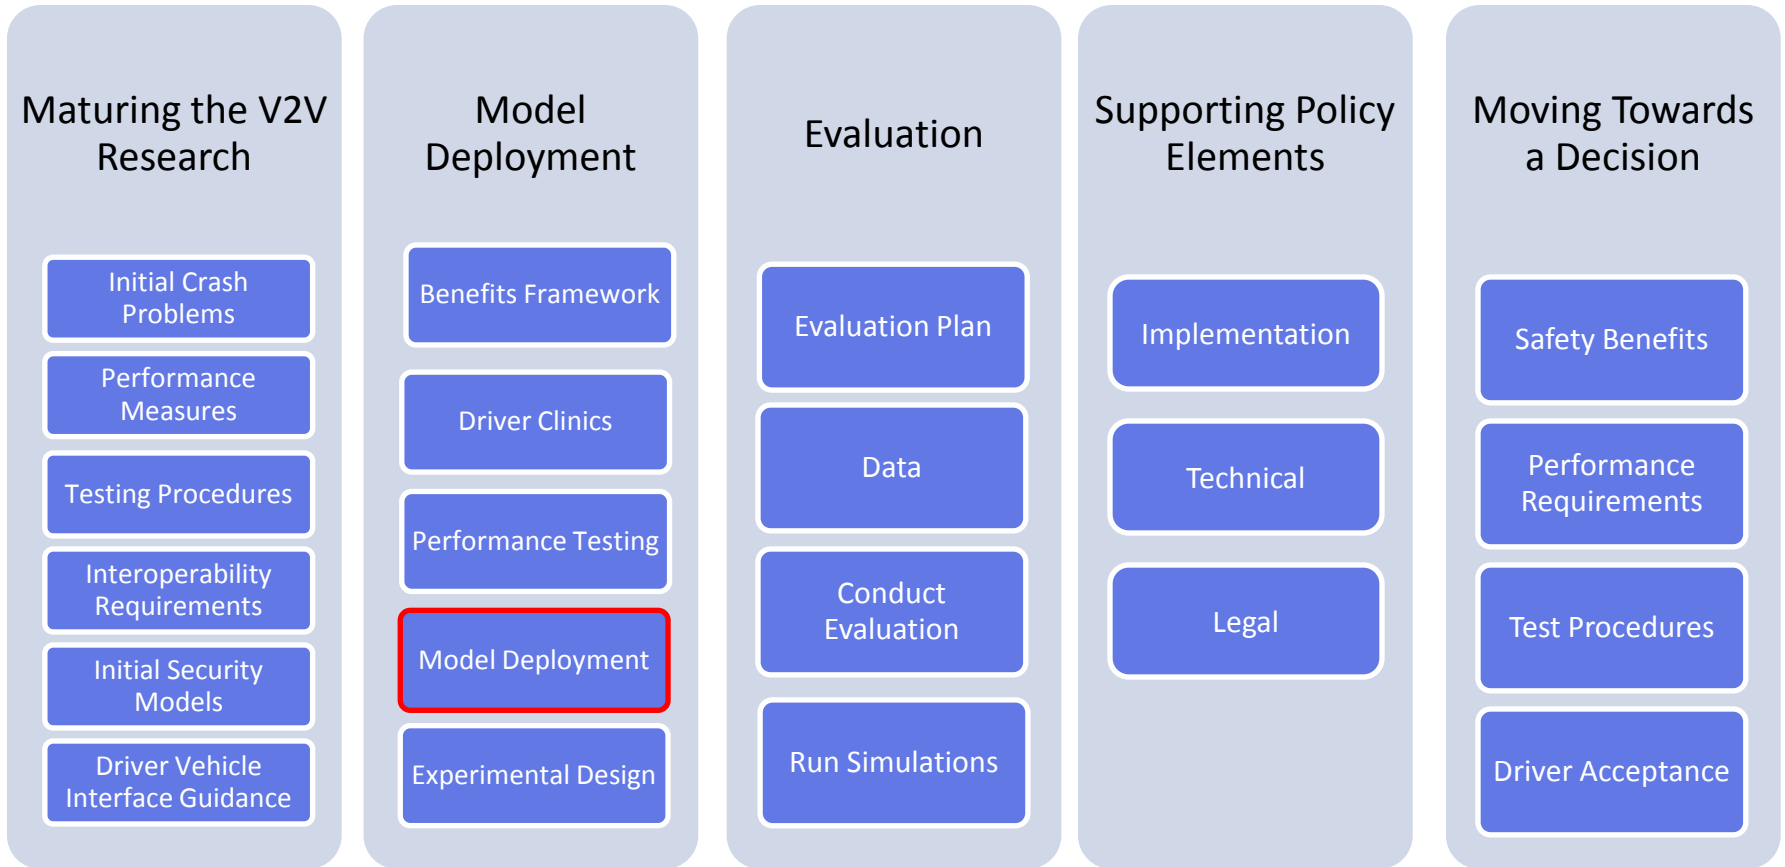 Maturing the V2V
Research
Initial Crash
Problems
Performance
Measures
Testing Procedures
Interoperability
Requirements
Initial Security
Models
Driver Vehicle
Interface Guidance
Model
Deployment
Benefits Framework
Driver Clinics
Performance Testing
Model Deployment
Experimental Design
Evaluation
Evaluation Plan
Data
Conduct
Evaluation
Run Simulations
Supporting Policy
Elements
Implementation
Technical
Legal
Moving Towards
a Decision
Safety Benefits
Performance
Requirements
Test Procedures
Driver Acceptance